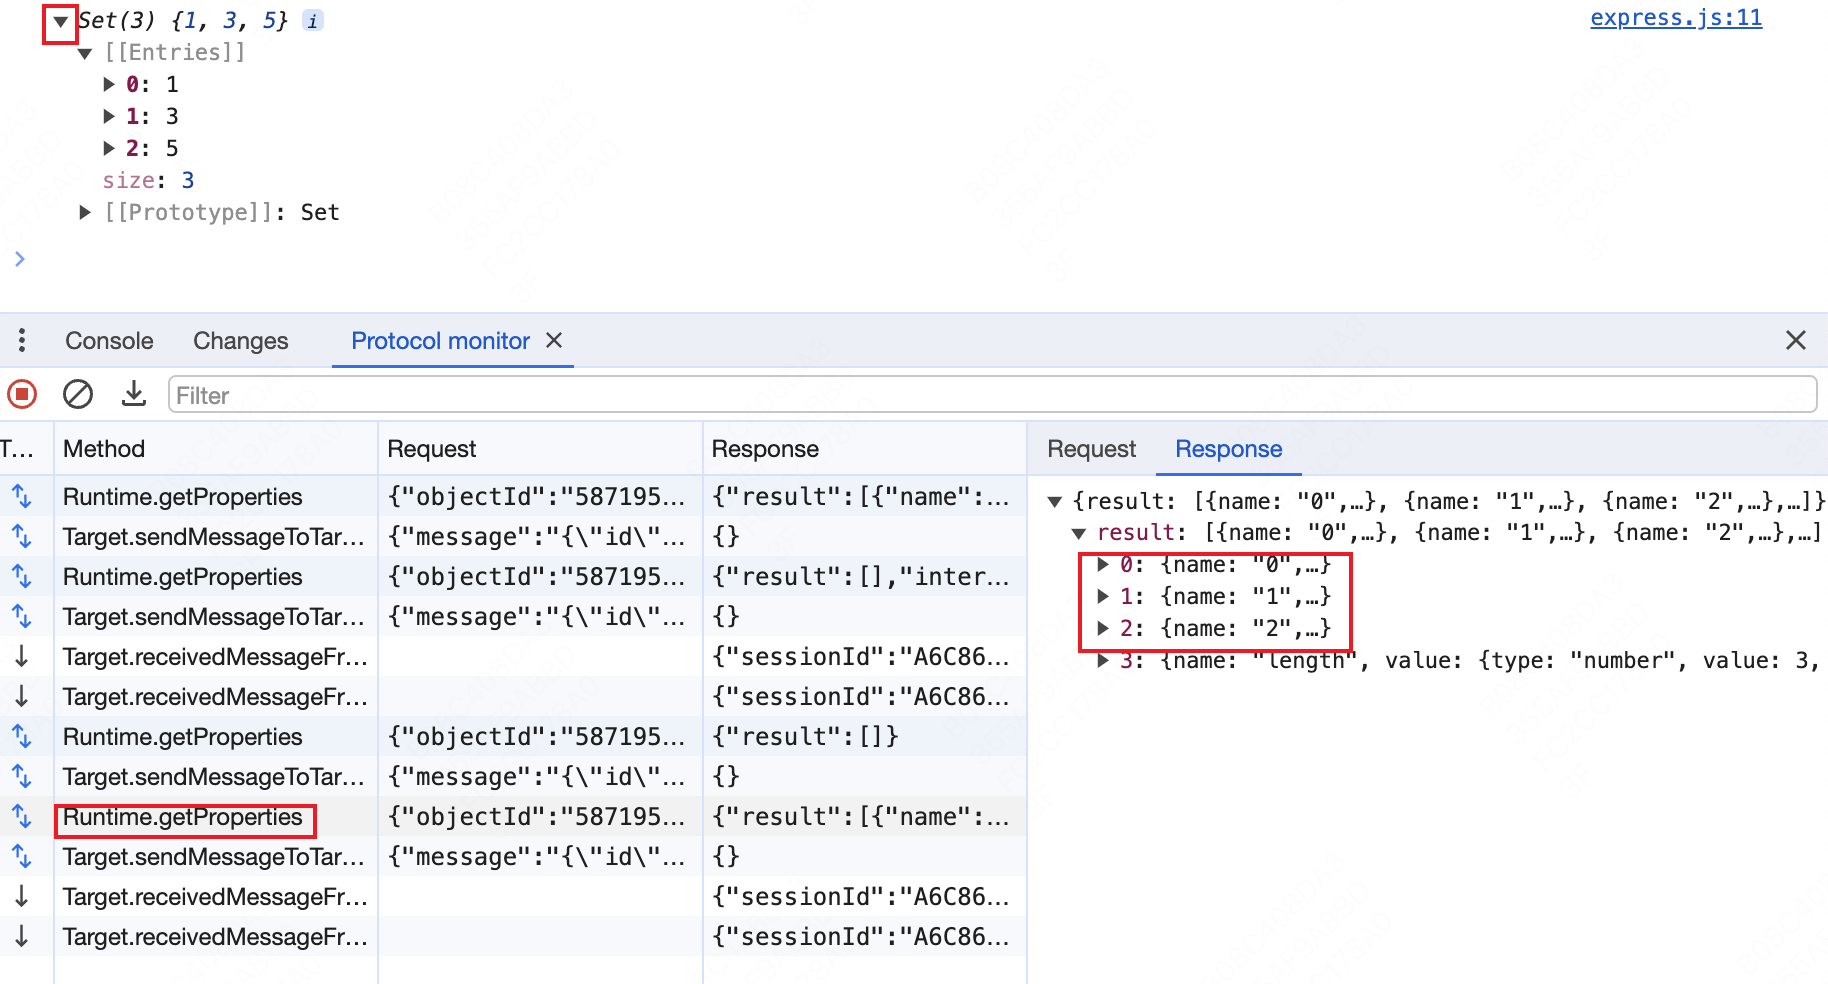 Set(3) {1, 3, 5} i
express.js:11
[[Entries]]
0: 1
1: 3
2: 5
size: 3
[[Prototype]]: Set
Console Changes Protocol monitor
Filter
T... Method Request Response
Runtime.getProperties {"objectId":"587195... {"result":[{"name":...
Target.sendMessageToTar... {"message":"{\"id\"... {}
Runtime.getProperties {"objectId":"587195... {"result":[],"inter...
Target.sendMessageToTar... {"message":"{\"id\"... {}
Target.receivedMessageFr... {"sessionId":"A6C86...
Target.receivedMessageFr... {"sessionId":"A6C86...
Runtime.getProperties {"objectId":"587195... {"result":[]}
Target.sendMessageToTar... {"message":"{\"id\"... {}
Runtime.getProperties {"objectId":"587195... {"result":[{"name":...
Target.sendMessageToTar... {"message":"{\"id\"... {}
Target.receivedMessageFr... {"sessionId":"A6C86...
Target.receivedMessageFr... {"sessionId":"A6C86...
Request Response
{result: [{name: "0",…}, {name: "1",…}, {name: "2",…},…]}
result: [{name: "0",…}, {name: "1",…}, {name: "2",…},…]
0: {name: "0",…}
1: {name: "1",…}
2: {name: "2",…}
3: {name: "length", value: {type: "number", value: 3,